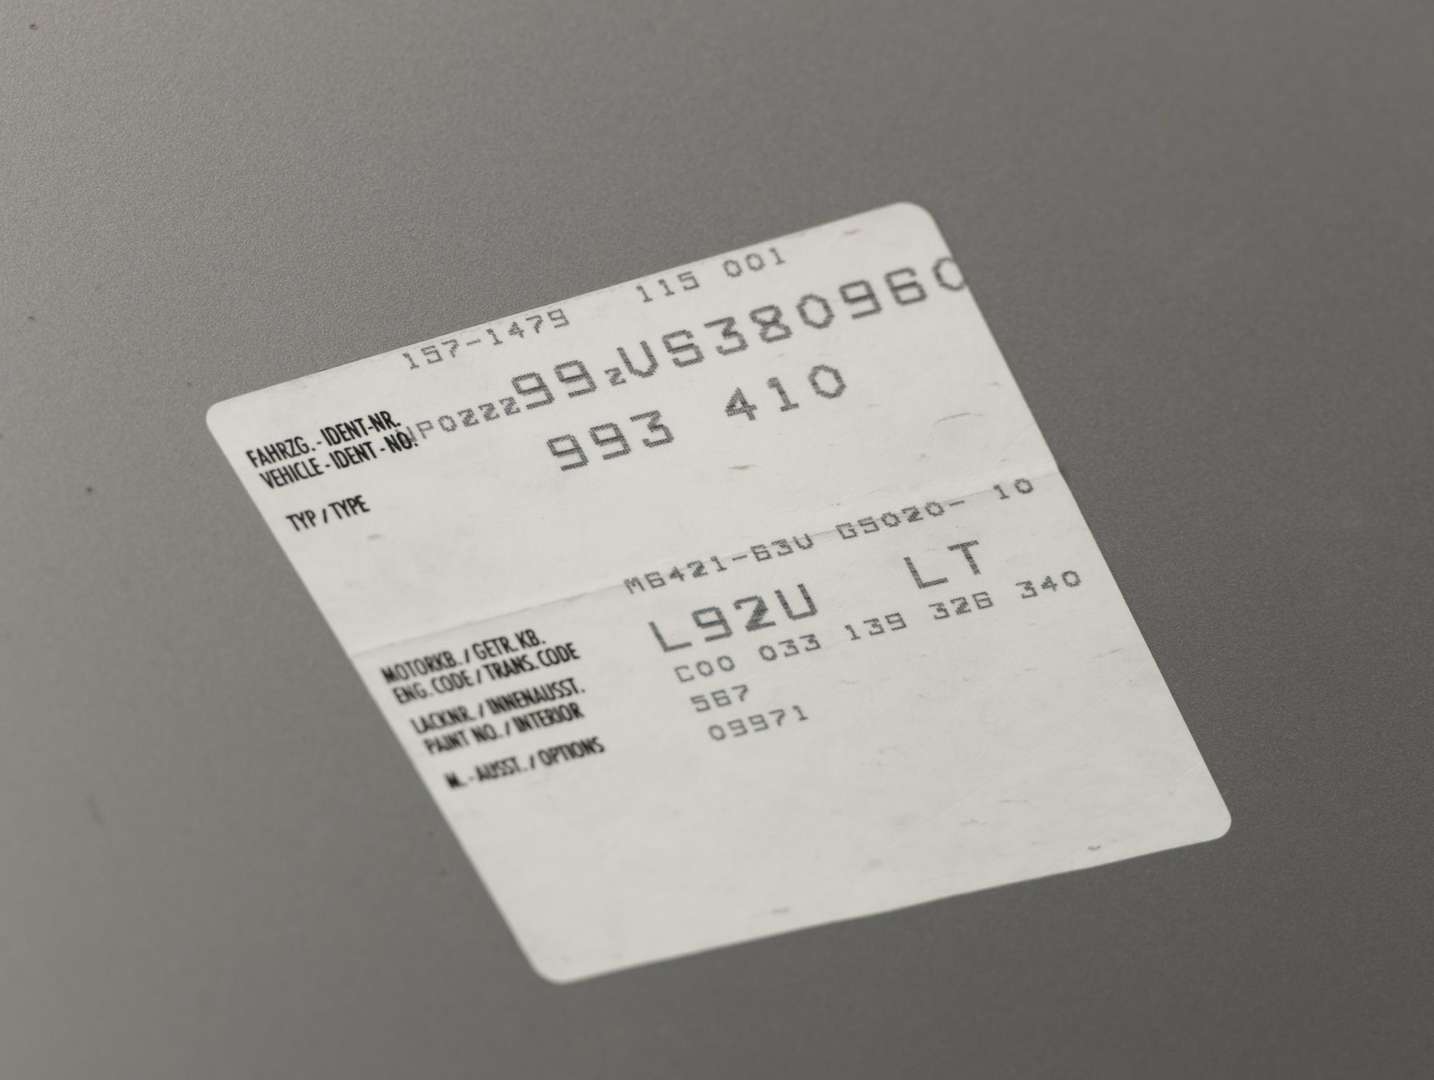 157-1479 115 001
FAHRZG.-IDENT-NR. WP0ZZZ99ZUS380960
VEHICLE-IDENT-NO.
TYP / TYPE 993 410
MOTORKB. / GETR. KB. M6421-63U G5020- 10
ENG. CODE / TRANS. CODE
LACKNR. / INNENAUSST. L92U LT
PAINT NO. / INTERIOR
M.-AUSST. / OPTIONS C00 033 139 326 340
567
09971